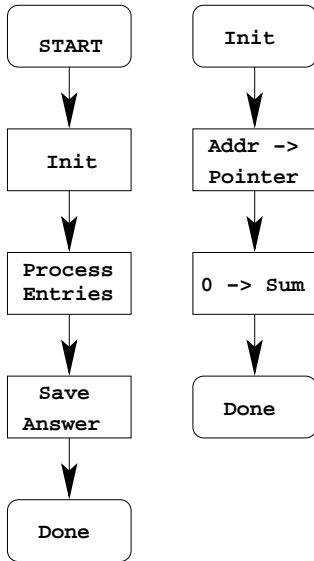 START
Init
Process
Entries
Save
Answer
Done
Init
Addr ->
Pointer
0 -> Sum
Done